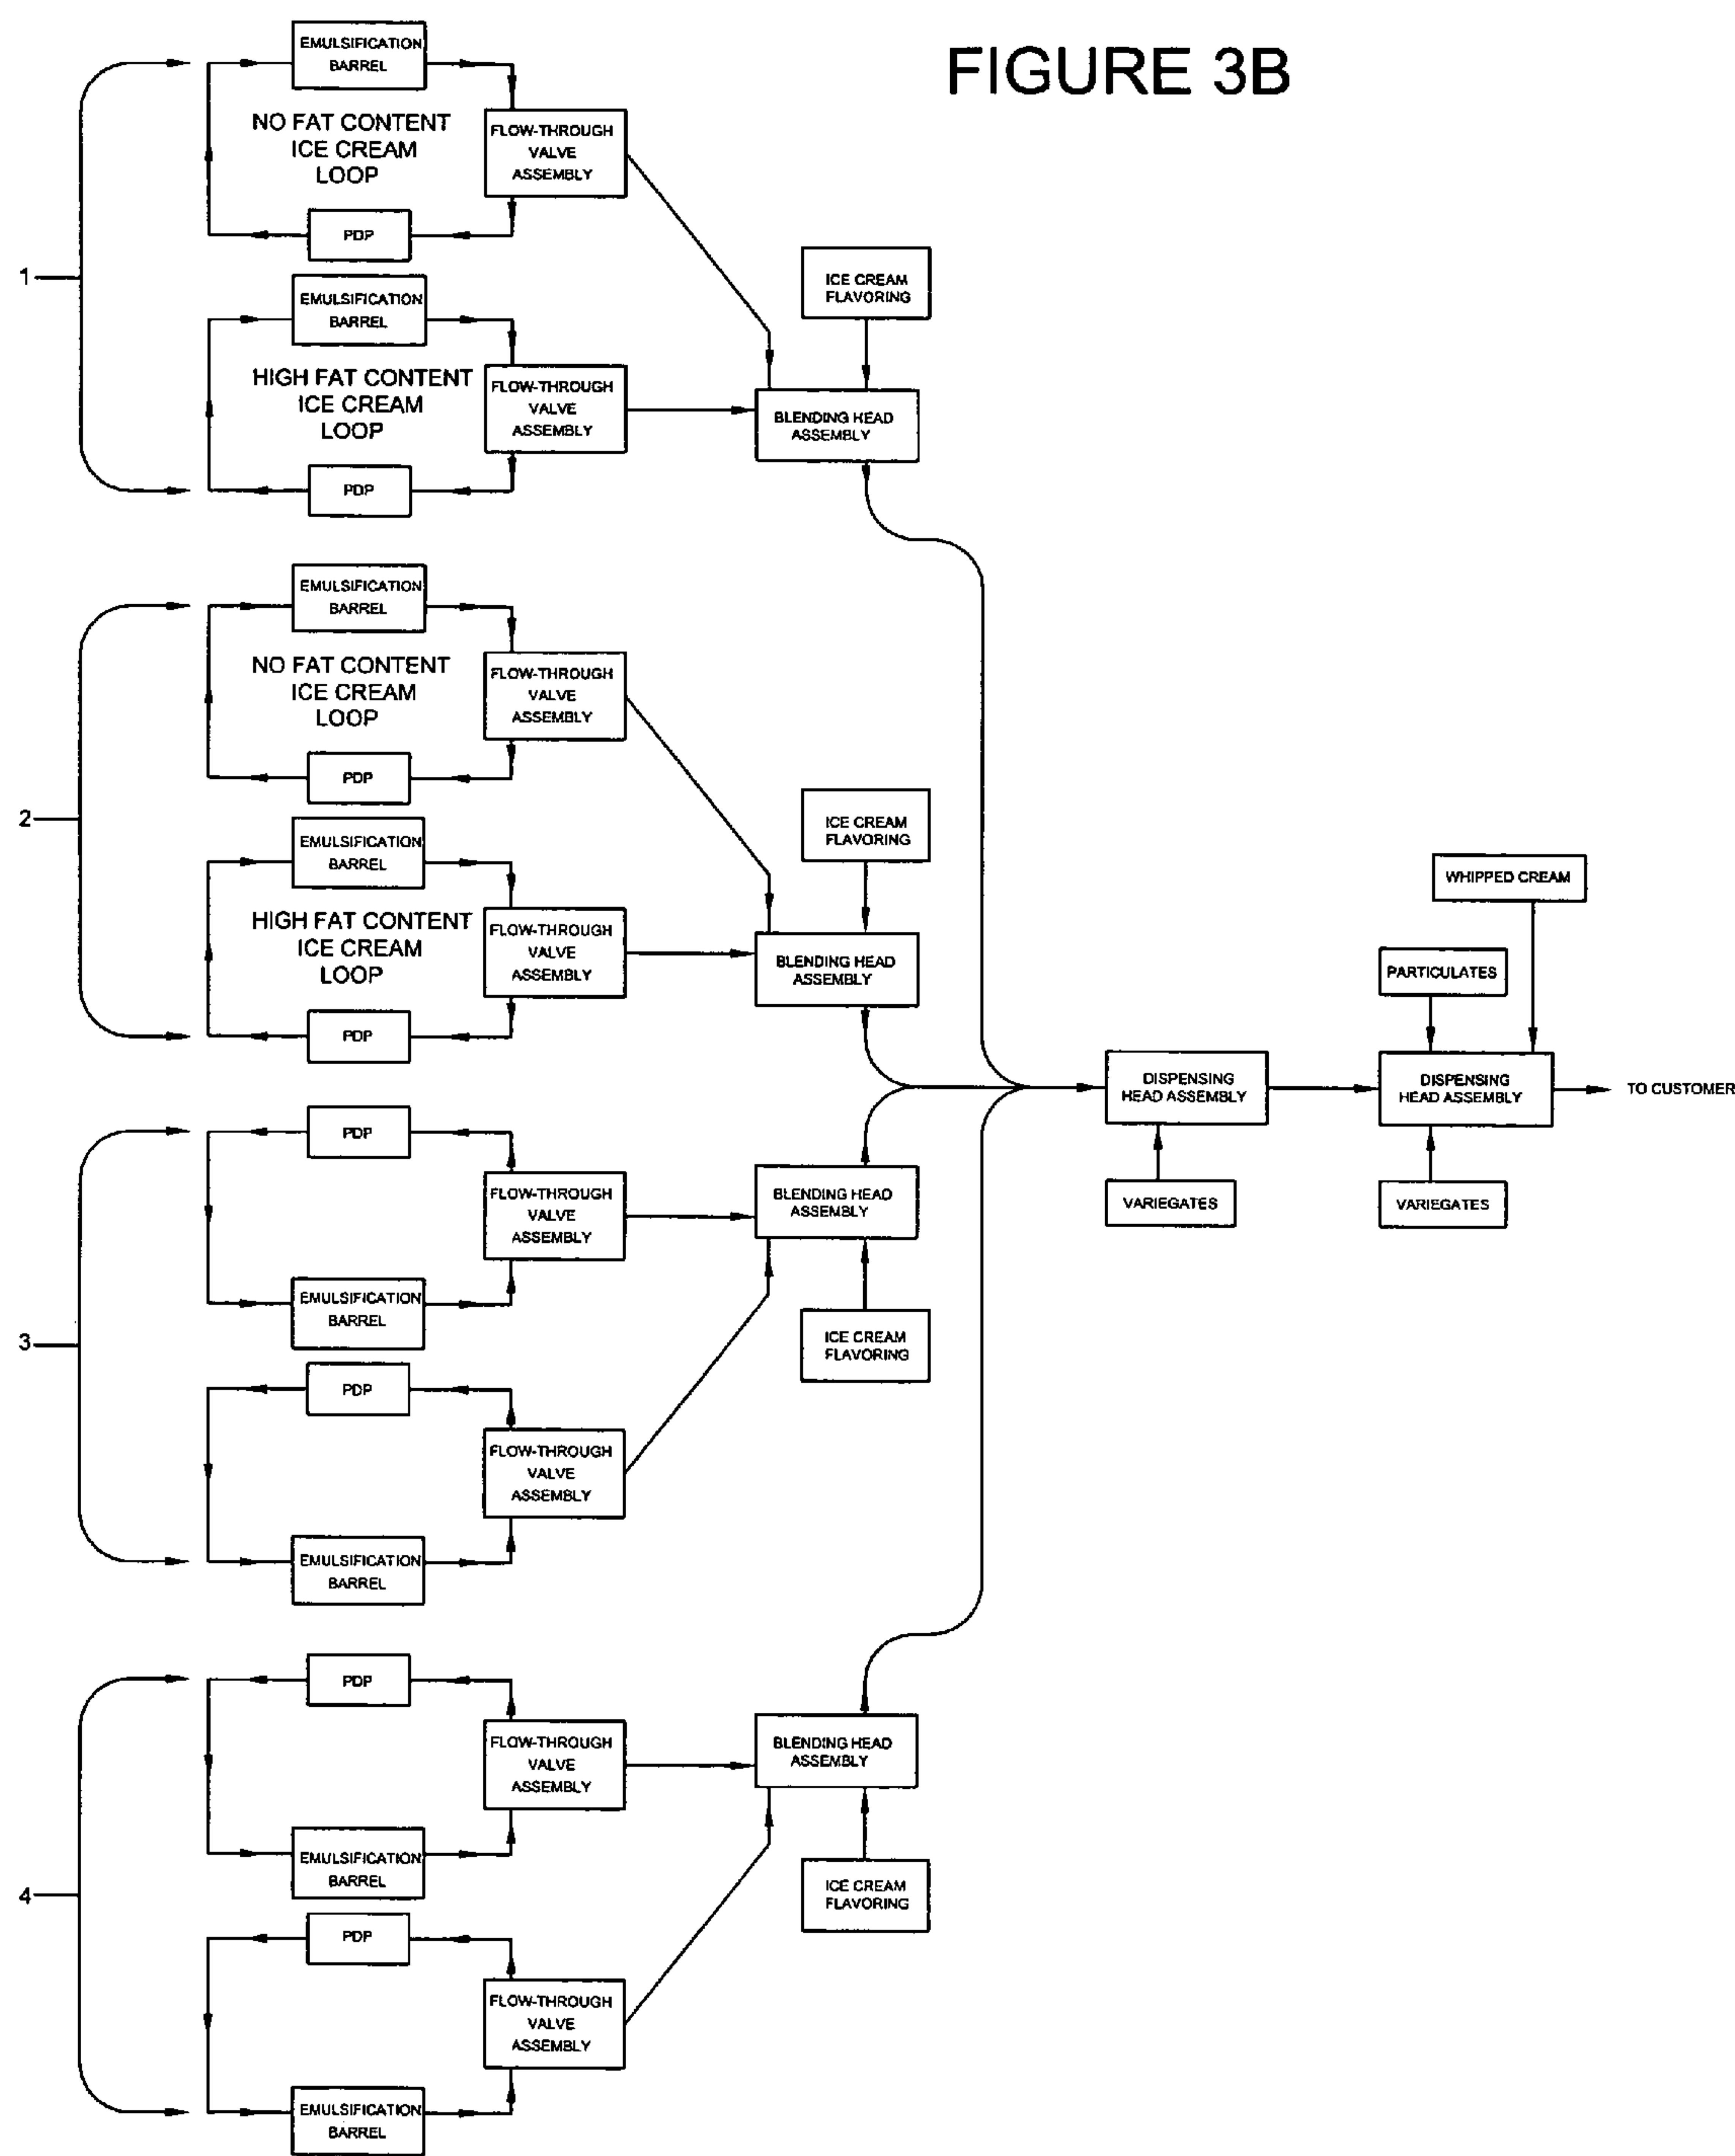 FIGURE 3B
1
EMULSIFICATION
BARREL
NO FAT CONTENT
ICE CREAM
LOOP
FLOW-THROUGH
VALVE
ASSEMBLY
PDP
EMULSIFICATION
BARREL
HIGH FAT CONTENT
ICE CREAM
LOOP
FLOW-THROUGH
VALVE
ASSEMBLY
PDP
ICE CREAM
FLAVORING
BLENDING HEAD
ASSEMBLY
2
EMULSIFICATION
BARREL
NO FAT CONTENT
ICE CREAM
LOOP
FLOW-THROUGH
VALVE
ASSEMBLY
PDP
EMULSIFICATION
BARREL
HIGH FAT CONTENT
ICE CREAM
LOOP
FLOW-THROUGH
VALVE
ASSEMBLY
PDP
ICE CREAM
FLAVORING
BLENDING HEAD
ASSEMBLY
3
PDP
FLOW-THROUGH
VALVE
ASSEMBLY
EMULSIFICATION
BARREL
PDP
FLOW-THROUGH
VALVE
ASSEMBLY
EMULSIFICATION
BARREL
BLENDING HEAD
ASSEMBLY
ICE CREAM
FLAVORING
4
PDP
FLOW-THROUGH
VALVE
ASSEMBLY
EMULSIFICATION
BARREL
PDP
FLOW-THROUGH
VALVE
ASSEMBLY
EMULSIFICATION
BARREL
BLENDING HEAD
ASSEMBLY
ICE CREAM
FLAVORING
DISPENSING
HEAD ASSEMBLY
VARIEGATES
WHIPPED CREAM
PARTICULATES
DISPENSING
HEAD ASSEMBLY
VARIEGATES
TO CUSTOMER